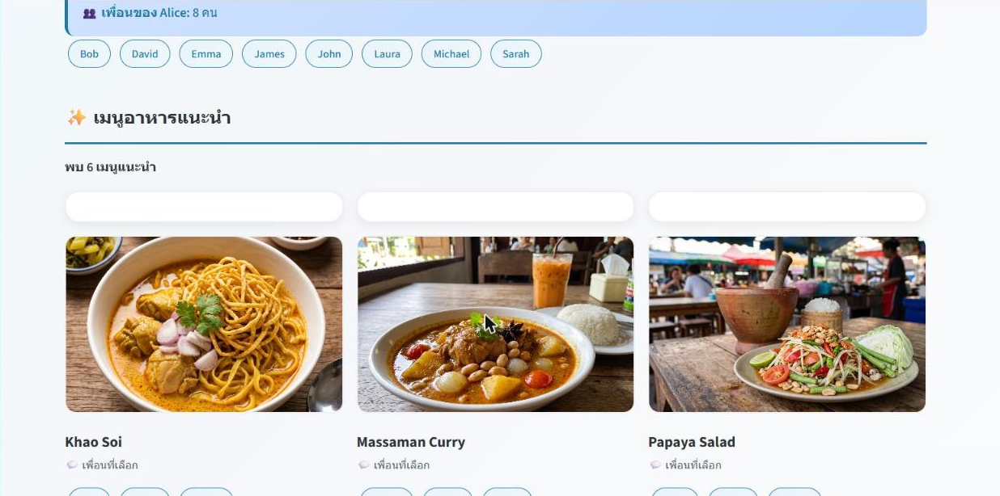 👥 เพื่อนของ Alice: 8 คน
Bob David Emma James John Laura Michael Sarah
✨ เมนูอาหารแนะนำ
พบ 6 เมนูแนะนำ
Khao Soi Massaman Curry Papaya Salad
💬 เพื่อนที่เลือก 💬 เพื่อนที่เลือก 💬 เพื่อนที่เลือก